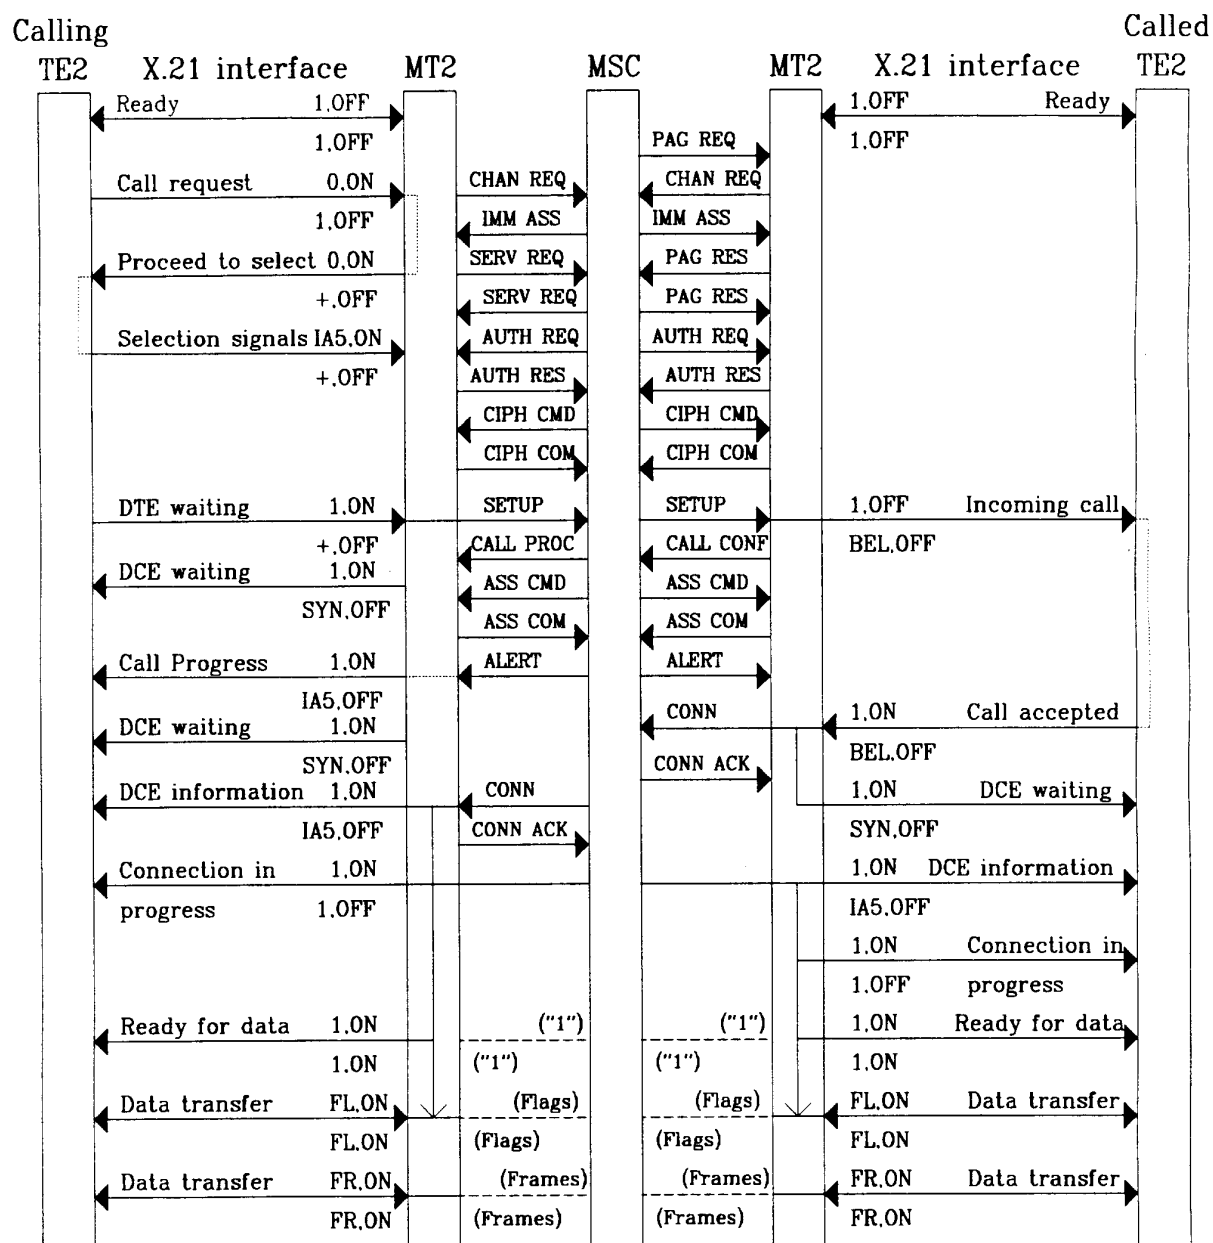 Calling Called
TE2 X.21 interface MT2 MSC MT2 X.21 interface TE2
Ready 1.OFF 1.OFF Ready
1.OFF PAG REQ 1.OFF
Call request 0.ON CHAN REQ CHAN REQ
1.OFF IMM ASS IMM ASS
Proceed to select 0.ON SERV REQ PAG RES
+.OFF SERV REQ PAG RES
Selection signals IA5.ON AUTH REQ AUTH REQ
+.OFF AUTH RES AUTH RES
CIPH CMD CIPH CMD
CIPH COM CIPH COM
DTE waiting 1.ON SETUP SETUP 1.OFF Incoming call
+.OFF CALL PROC CALL CONF BEL.OFF
DCE waiting 1.ON ASS CMD ASS CMD
SYN.OFF ASS COM ASS COM
Call Progress 1.ON ALERT ALERT
IA5.OFF CONN 1.ON Call accepted
DCE waiting 1.ON BEL.OFF
SYN.OFF CONN ACK
DCE information 1.ON CONN 1.ON DCE waiting
IA5.OFF CONN ACK SYN.OFF
Connection in 1.ON 1.ON DCE information
progress 1.OFF IA5.OFF
1.ON Connection in
1.OFF progress
Ready for data 1.ON ("1") ("1") 1.ON Ready for data
1.ON ("1") ("1") 1.ON
Data transfer FL.ON (Flags) (Flags) FL.ON Data transfer
FL.ON (Flags) (Flags) FL.ON
Data transfer FR.ON (Frames) (Frames) FR.ON Data transfer
FR.ON (Frames) (Frames) FR.ON